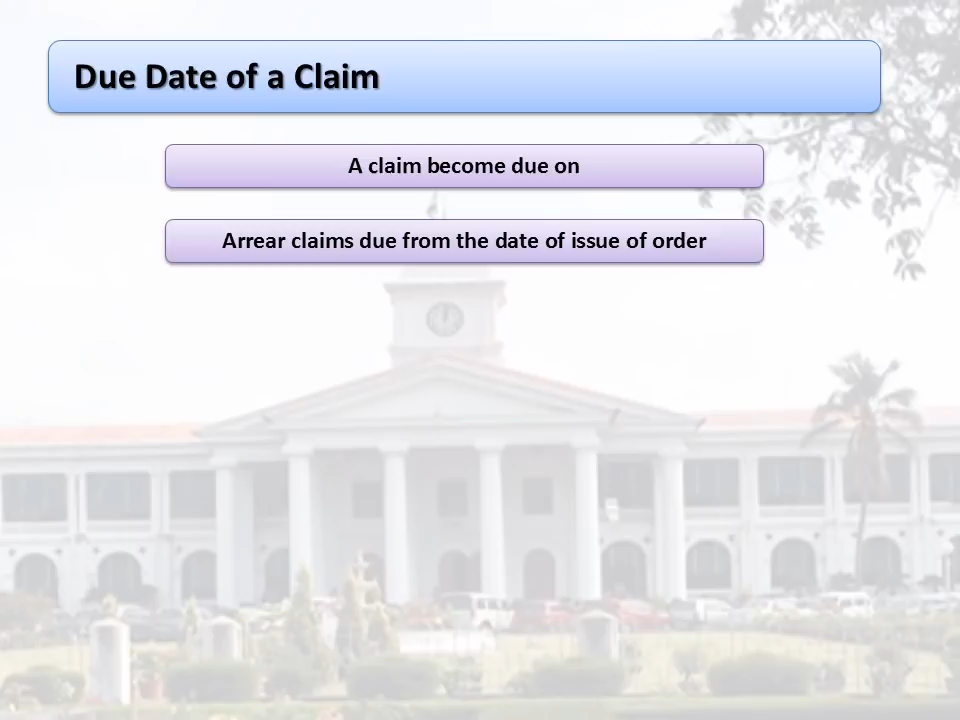 Due Date of a Claim
A claim become due on
Arrear claims due from the date of issue of order